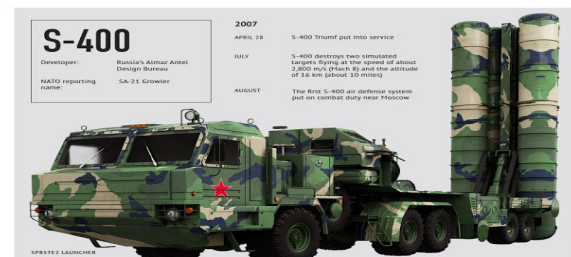 S-400
Developer: Russia's Almaz Antei
Design Bureau
NATO reporting SA-21 Growler
name:
2007
APRIL 28 S-400 Triumf put into service
JULY S-400 destroys two simulated
targets flying at the speed of about
2,800 m/s (Mach 8) and the altitude
of 16 km (about 10 miles)
AUGUST The first S-400 air defense system
put on combat duty near Moscow
5P85TE2 LAUNCHER